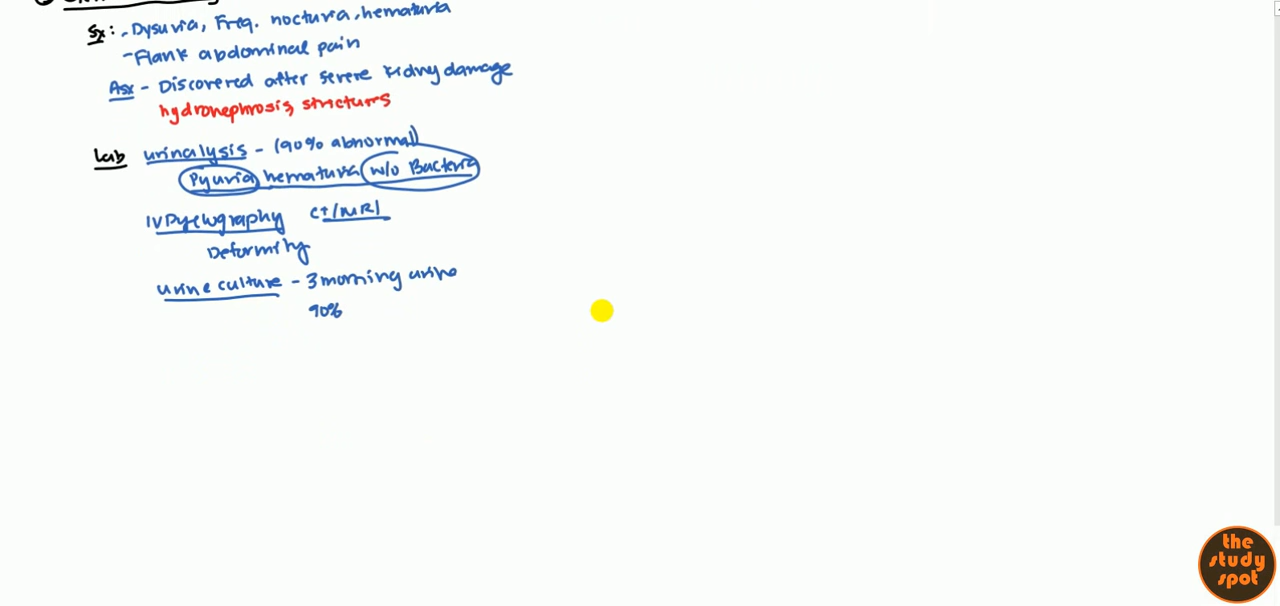 Sx: - Dysuria, Freq. nocturia, hematuria
- Flank abdominal pain
Asx - Discovered after severe kidney damage
hydronephrosis, strictures
Lab urinalysis - (90% abnormal)
Pyuria hematuria w/o Bacteria
IV Pyelography CT/MRI
Deformity
urine culture - 3 morning urine
90%
the
study
spot